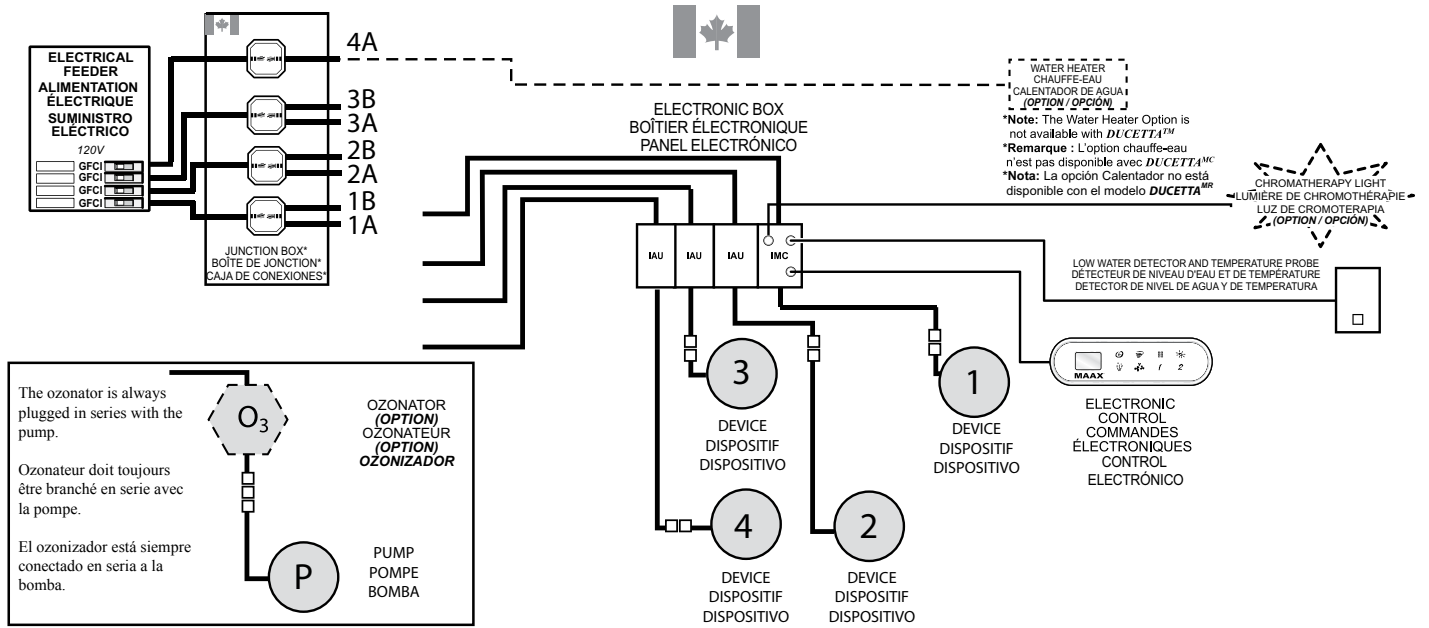 ELECTRICAL
FEEDER
ALIMENTATION
ÉLECTRIQUE
SUMINISTRO
ELÉCTRICO
120V
GFCI
GFCI
GFCI
GFCI
JUNCTION BOX*
BOÎTE DE JONCTION*
CAJA DE CONEXIONES*
4A
3B
3A
2B
2A
1B
1A
ELECTRONIC BOX
BOÎTIER ÉLECTRONIQUE
PANEL ELECTRÓNICO
WATER HEATER
CHAUFFE-EAU
CALENTADOR DE AGUA
(OPTION / OPCIÓN)
*Note: The Water Heater Option is
not available with DUCETTA™
*Remarque : L'option chauffe-eau
n'est pas disponible avec DUCETTAMC
*Nota: La opción Calentador no está
disponible con el modelo DUCETTAMR
CHROMATHERAPY LIGHT
LUMIÈRE DE CHROMOTHÉRAPIE
LUZ DE CROMOTERAPIA
(OPTION / OPCIÓN)
IAU
IAU
IAU
IMC
LOW WATER DETECTOR AND TEMPERATURE PROBE
DÉTECTEUR DE NIVEAU D'EAU ET DE TEMPÉRATURE
DETECTOR DE NIVEL DE AGUA Y DE TEMPERATURA
MAAX
1 2
ELECTRONIC
CONTROL
COMMANDES
ÉLECTRONIQUES
CONTROL
ELECTRÓNICO
3
DEVICE
DISPOSITIF
DISPOSITIVO
1
DEVICE
DISPOSITIF
DISPOSITIVO
4
DEVICE
DISPOSITIF
DISPOSITIVO
2
DEVICE
DISPOSITIF
DISPOSITIVO
The ozonator is always
plugged in series with the
pump.
Ozonateur doit toujours
être branché en serie avec
la pompe.
El ozonizador está siempre
conectado en seria a la
bomba.
O3
OZONATOR
(OPTION)
OZONATEUR
(OPTION)
OZONIZADOR
P
PUMP
POMPE
BOMBA